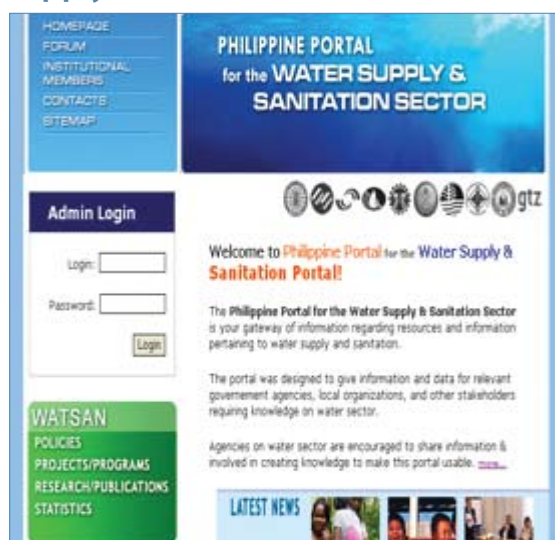 HOMEPAGE
FORUM
INSTITUTIONAL
MEMBERS
CONTACTS
SITEMAP
PHILIPPINE PORTAL
for the WATER SUPPLY &
SANITATION SECTOR
gtz
Admin Login
Login:
Password:
Login
WATSAN
POLICIES
PROJECTS/PROGRAMS
RESEARCH/PUBLICATIONS
STATISTICS
Welcome to Philippine Portal for the Water Supply &
Sanitation Portal!
The Philippine Portal for the Water Supply & Sanitation Sector
is your gateway of information regarding resources and information
pertaining to water supply and sanitation.
The portal was designed to give information and data for relevant
governement agencies, local organizations, and other stakeholders
requiring knowledge on water sector.
Agencies on water sector are encouraged to share information &
involved in creating knowledge to make this portal usable. more...
LATEST NEWS